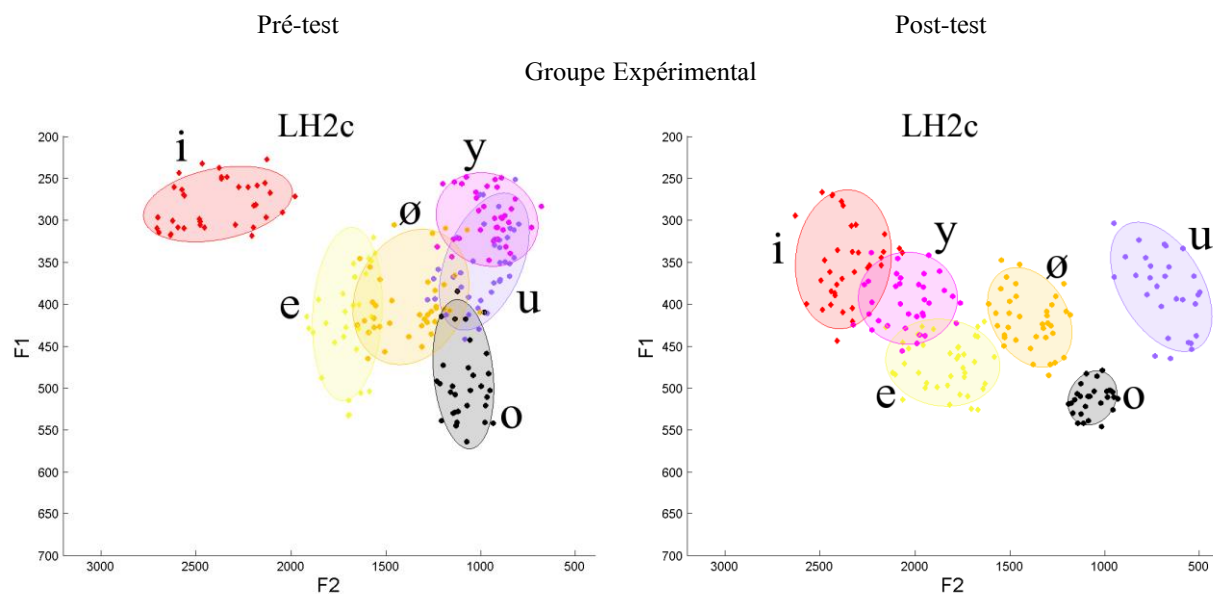 Pré-test
Post-test
Groupe Expérimental
LH2c
200
250
300
350
400
450
500
550
600
650
700
F1
3000
2500
2000
1500
1000
500
F2
i
y
ø
e
u
o
LH2c
200
250
300
350
400
450
500
550
600
650
700
F1
3000
2500
2000
1500
1000
500
F2
i
y
ø
u
e
o